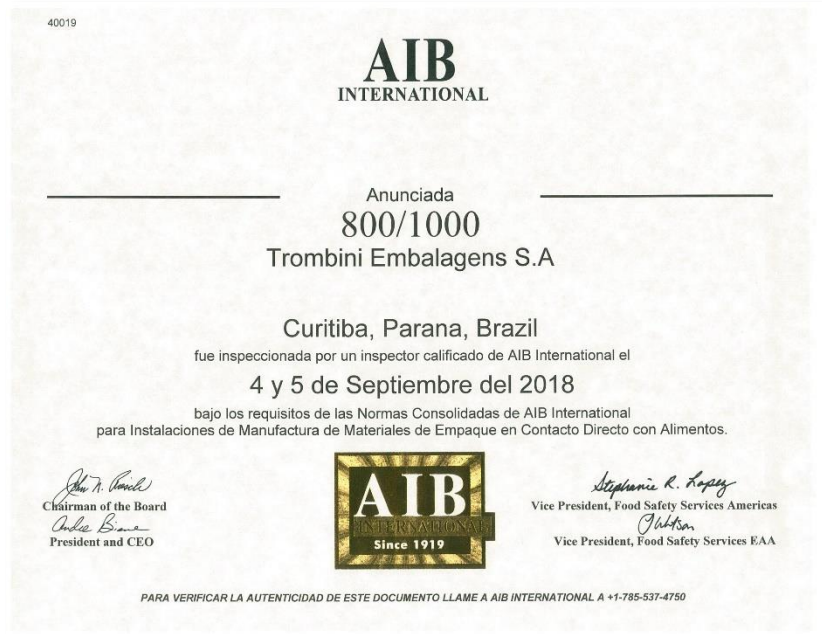 40019
AIB
INTERNATIONAL
Anunciada
800/1000
Trombini Embalagens S.A
Curitiba, Parana, Brazil
fue inspeccionada por un inspector calificado de AIB International el
4 y 5 de Septiembre del 2018
bajo los requisitos de las Normas Consolidadas de AIB International
para Instalaciones de Manufactura de Materiales de Empaque en Contacto Directo con Alimentos.
AIB
INTERNATIONAL
Since 1919
Chairman of the Board
President and CEO
Stephanie R. Lopez
Vice President, Food Safety Services Americas
Vice President, Food Safety Services EAA
PARA VERIFICAR LA AUTENTICIDAD DE ESTE DOCUMENTO LLAME A AIB INTERNATIONAL A +1-785-537-4750